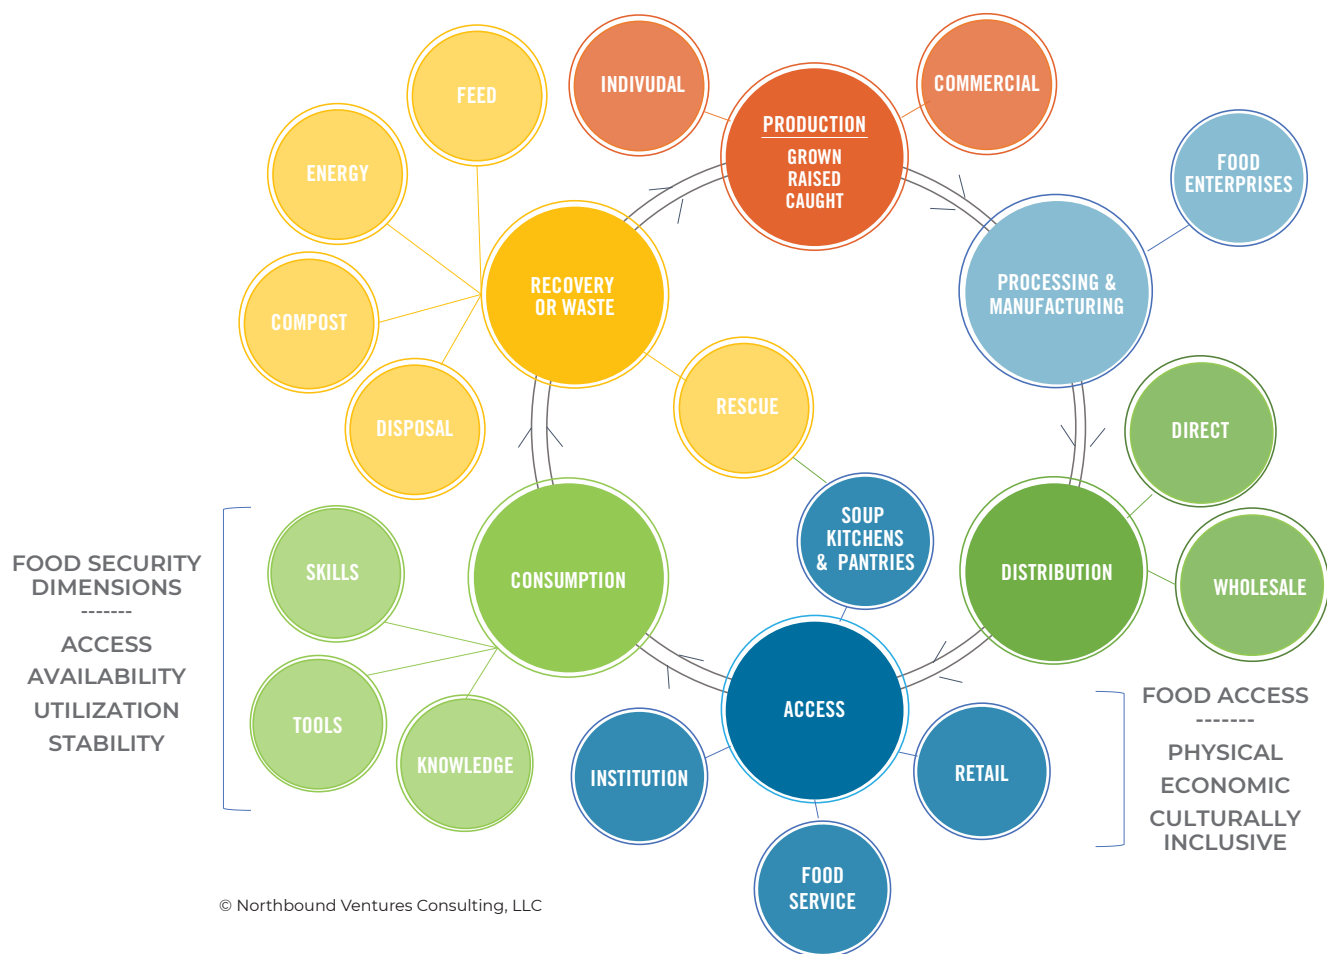 FEED
INDIVUDAL
PRODUCTION
GROWN
RAISED
CAUGHT
COMMERCIAL
ENERGY
FOOD
ENTERPRISES
RECOVERY
OR WASTE
PROCESSING &
MANUFACTURING
COMPOST
DISPOSAL
RESCUE
DIRECT
SOUP
KITCHENS
& PANTRIES
SKILLS
CONSUMPTION
DISTRIBUTION
WHOLESALE
FOOD SECURITY
DIMENSIONS
-------
ACCESS
AVAILABILITY
UTILIZATION
STABILITY
TOOLS
KNOWLEDGE
ACCESS
INSTITUTION
RETAIL
FOOD
SERVICE
FOOD ACCESS
-------
PHYSICAL
ECONOMIC
CULTURALLY
INCLUSIVE
© Northbound Ventures Consulting, LLC